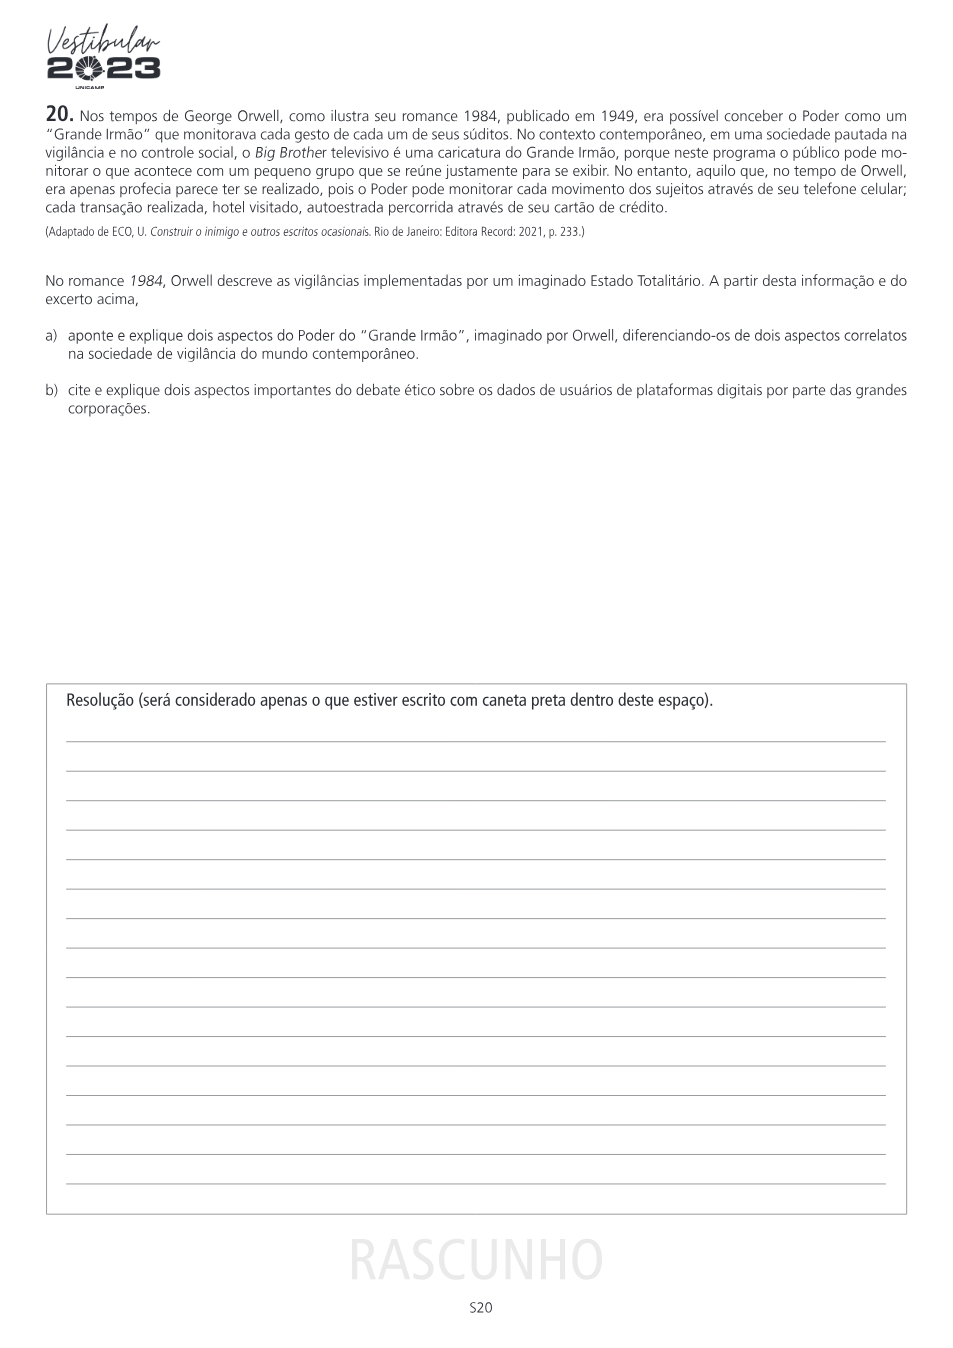 Vestibular
2023
UNICAMP
20. Nos tempos de George Orwell, como ilustra seu romance 1984, publicado em 1949, era possível conceber o Poder como um
“Grande Irmão” que monitorava cada gesto de cada um de seus súditos. No contexto contemporâneo, em uma sociedade pautada na
vigilância e no controle social, o Big Brother televisivo é uma caricatura do Grande Irmão, porque neste programa o público pode mo-
nitorar o que acontece com um pequeno grupo que se reúne justamente para se exibir. No entanto, aquilo que, no tempo de Orwell,
era apenas profecia parece ter se realizado, pois o Poder pode monitorar cada movimento dos sujeitos através de seu telefone celular;
cada transação realizada, hotel visitado, autoestrada percorrida através de seu cartão de crédito.
(Adaptado de ECO, U. Construir o inimigo e outros escritos ocasionais. Rio de Janeiro: Editora Record: 2021, p. 233.)
No romance 1984, Orwell descreve as vigilâncias implementadas por um imaginado Estado Totalitário. A partir desta informação e do
excerto acima,
a) aponte e explique dois aspectos do Poder do “Grande Irmão”, imaginado por Orwell, diferenciando-os de dois aspectos correlatos
na sociedade de vigilância do mundo contemporâneo.
b) cite e explique dois aspectos importantes do debate ético sobre os dados de usuários de plataformas digitais por parte das grandes
corporações.
Resolução (será considerado apenas o que estiver escrito com caneta preta dentro deste espaço).
RASCUNHO
S20